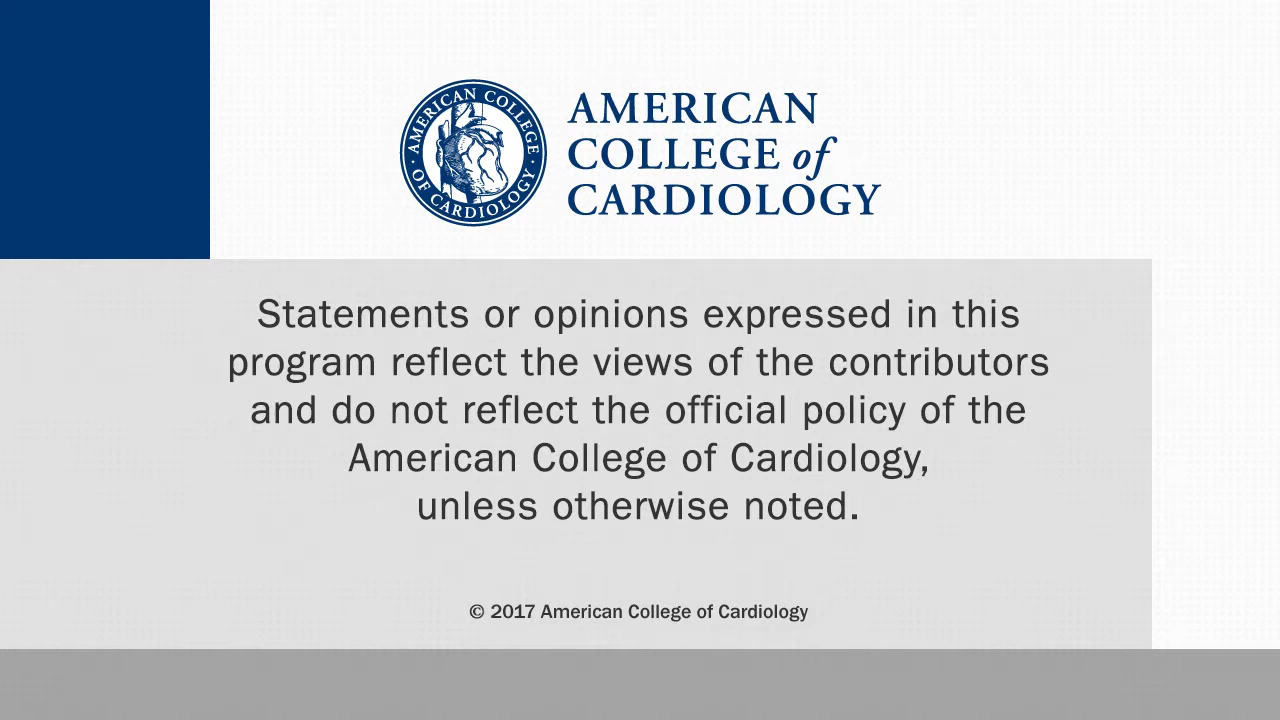 AMERICAN COLLEGE
· OF CARDIOLOGY ·
AMERICAN
COLLEGE of
CARDIOLOGY
Statements or opinions expressed in this
program reflect the views of the contributors
and do not reflect the official policy of the
American College of Cardiology,
unless otherwise noted.
© 2017 American College of Cardiology